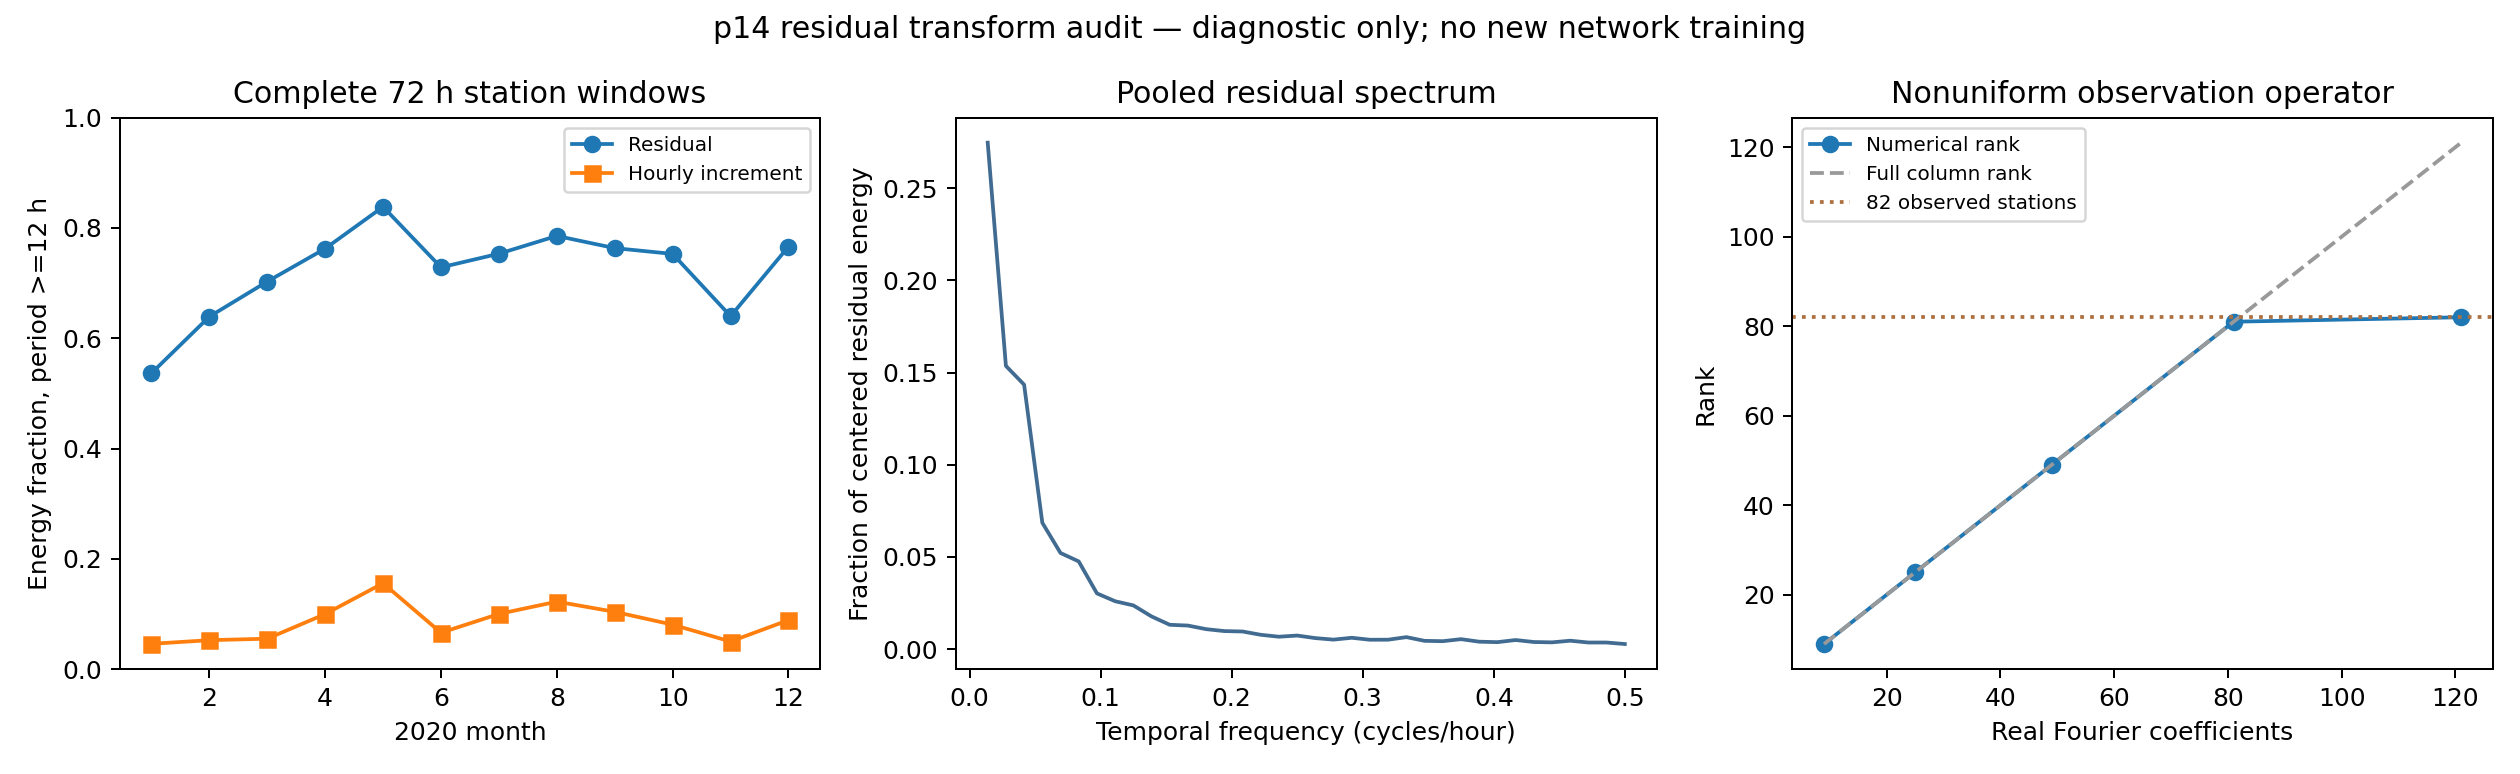 p14 residual transform audit — diagnostic only; no new network training
Complete 72 h station windows
Energy fraction, period >=12 h
1.0
0.8
0.6
0.4
0.2
0.0
Residual
Hourly increment
2 4 6 8 10 12
2020 month
Pooled residual spectrum
Fraction of centered residual energy
0.25
0.20
0.15
0.10
0.05
0.00
0.0 0.1 0.2 0.3 0.4 0.5
Temporal frequency (cycles/hour)
Nonuniform observation operator
Rank
120
100
80
60
40
20
Numerical rank
Full column rank
82 observed stations
20 40 60 80 100 120
Real Fourier coefficients